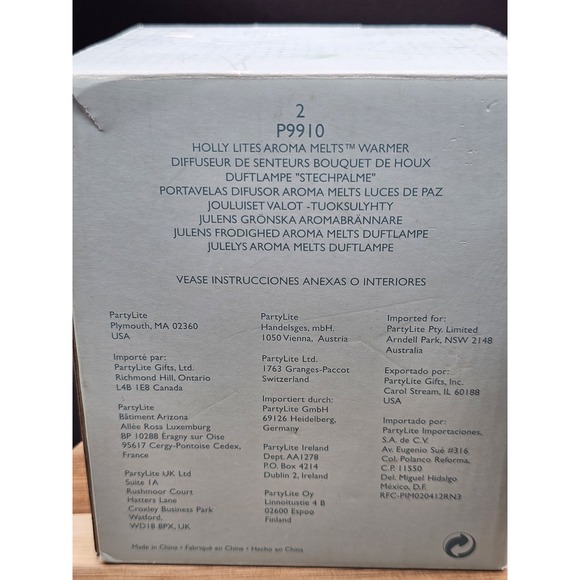 2
P9910
HOLLY LITES AROMA MELTS™ WARMER
DIFFUSEUR DE SENTEURS BOUQUET DE HOUX
DUFTLAMPE "STECHPALME"
PORTAVELAS DIFUSOR AROMA MELTS LUCES DE PAZ
JOULUISET VALOT -TUOKSULYHTY
JULENS GRÖNSKA AROMABRÄNNARE
JULENS FRODIGHED AROMA MELTS DUFTLAMPE
JULELYS AROMA MELTS DUFTLAMPE
VEASE INSTRUCCIONES ANEXAS O INTERIORES
PartyLite
Plymouth, MA 02360
USA
Importé par:
PartyLite Gifts, Ltd.
Richmond Hill, Ontario
L4B 1E8 Canada
PartyLite
Bâtiment Arizona
Allée Rosa Luxemburg
BP 10288 Éragny sur Oise
95617 Cergy-Pontoise Cedex,
France
PartyLite UK Ltd
Suite 1A
Rushmoor Court
Hatters Lane
Croxley Business Park
Watford,
WD18 8PX, UK
PartyLite
Handelsges. mbH.
1050 Vienna, Austria
PartyLite Ltd.
1763 Granges-Paccot
Switzerland
Importiert durch:
PartyLite GmbH
69126 Heidelberg,
Germany
PartyLite Ireland
Dept. AA1278
P.O. Box 4214
Dublin 2, Ireland
PartyLite Oy
Linnoitustie 4 B
02600 Espoo
Finland
Imported for:
PartyLite Pty. Limited
Arndell Park, NSW 2148
Australia
Exportado por:
PartyLite Gifts, Inc.
Carol Stream, IL 60188
USA
Importado por:
PartyLite Importaciones,
S.A. de C.V.
Av. Eugenio Sué #316
Col. Polanco Reforma,
C.P. 11550
Del. Miguel Hidalgo
México, D.F.
RFC-PIM020412RN3
Made in China • Fabriqué en China • Hecho en China